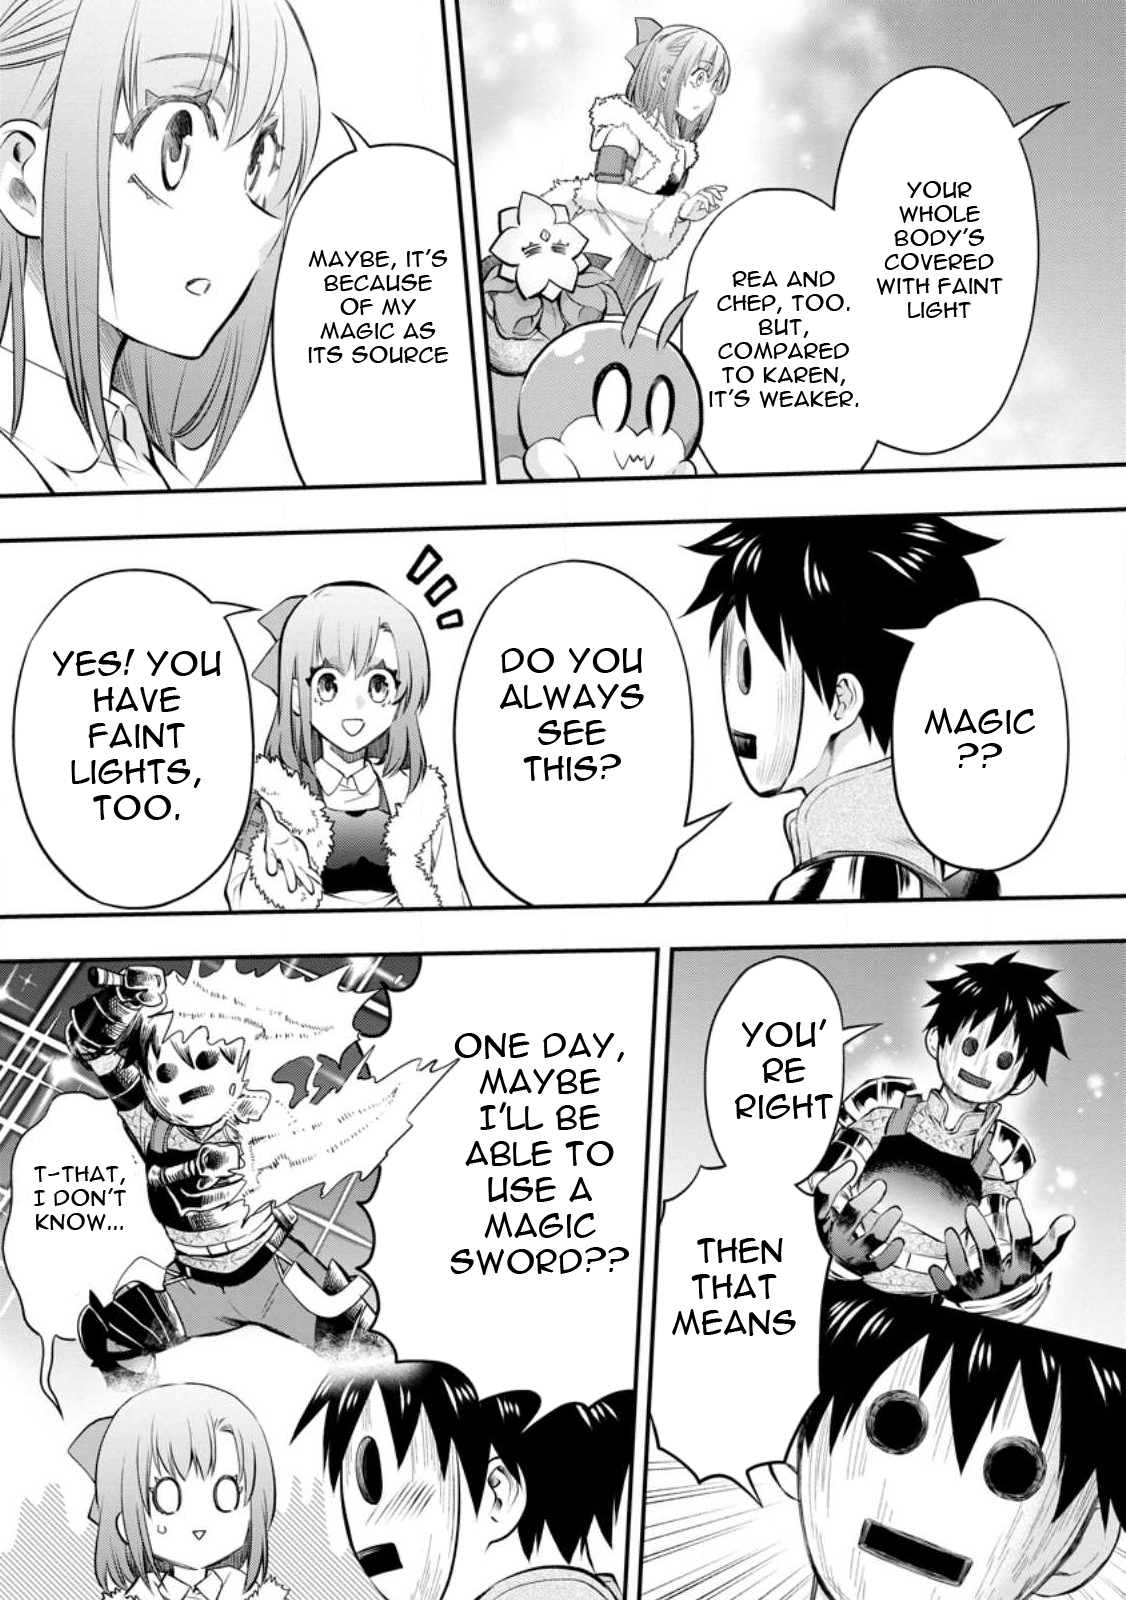 YOUR
WHOLE
BODY'S
COVERED
WITH FAINT
LIGHT
REA AND
CHEP, TOO.
BUT,
COMPARED
TO KAREN,
IT'S WEAKER.
MAYBE, IT'S
BECAUSE
OF MY
MAGIC AS
ITS SOURCE
MAGIC
??
DO YOU
ALWAYS
SEE
THIS?
YES! YOU
HAVE
FAINT
LIGHTS,
TOO.
YOU'
RE
RIGHT
THEN
THAT
MEANS
ONE DAY,
MAYBE
I'LL BE
ABLE TO
USE A
MAGIC
SWORD??
T-THAT,
I DON'T
KNOW...